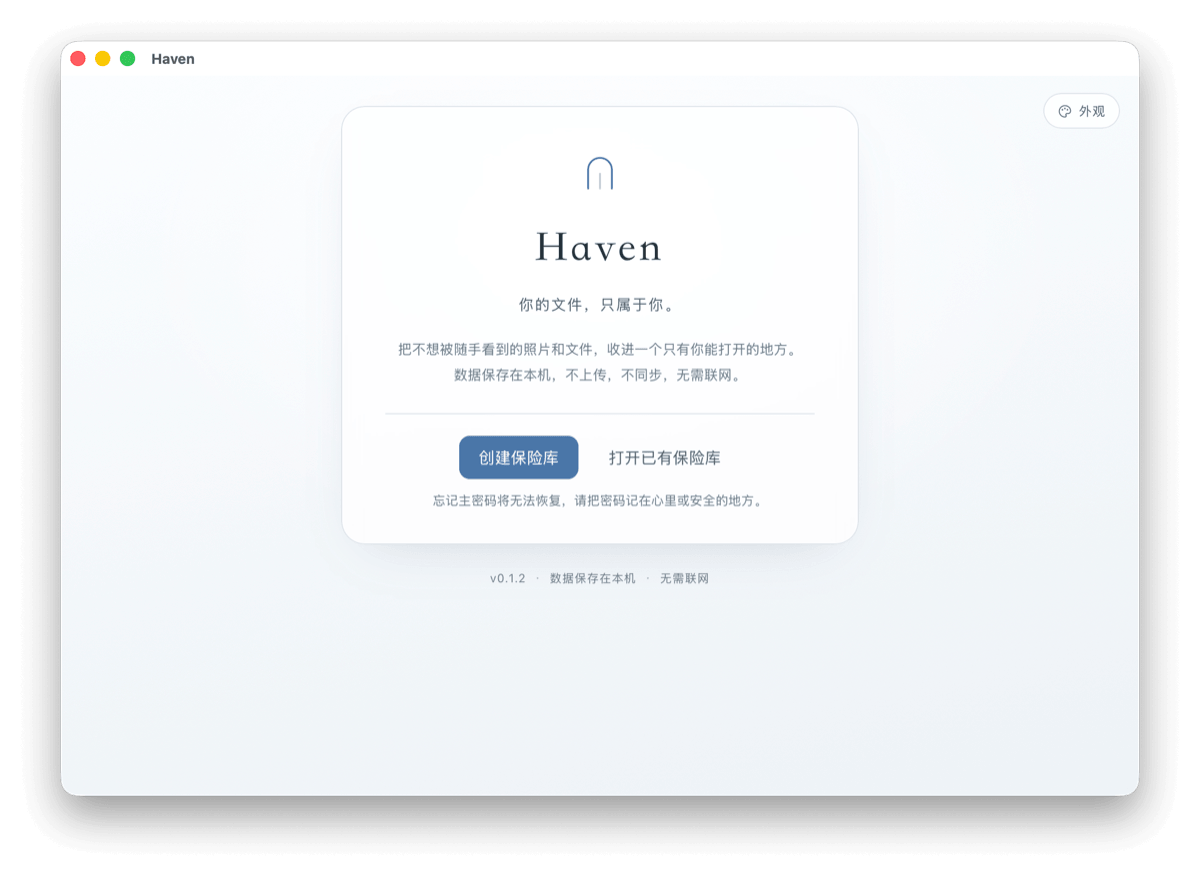 Haven
外观
Haven
你的文件，只属于你。
把不想被随手看到的照片和文件，收进一个只有你能打开的地方。
数据保存在本机，不上传，不同步，无需联网。
创建保险库 打开已有保险库
忘记主密码将无法恢复，请把密码记在心里或安全的地方。
v0.1.2 · 数据保存在本机 · 无需联网